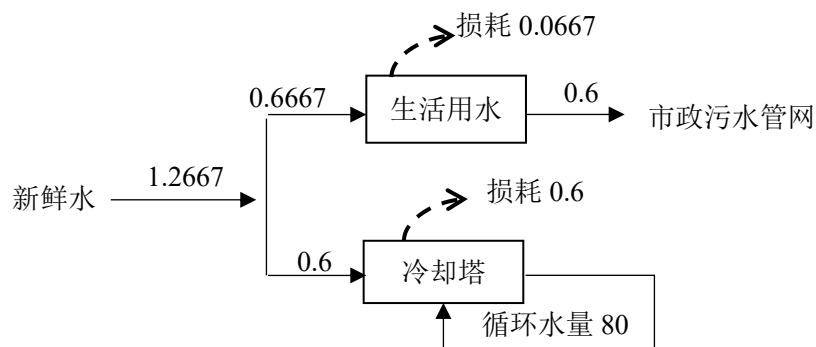 损耗 0.0667
0.6667
生活用水
0.6
市政污水管网
新鲜水
1.2667
损耗 0.6
0.6
冷却塔
循环水量 80